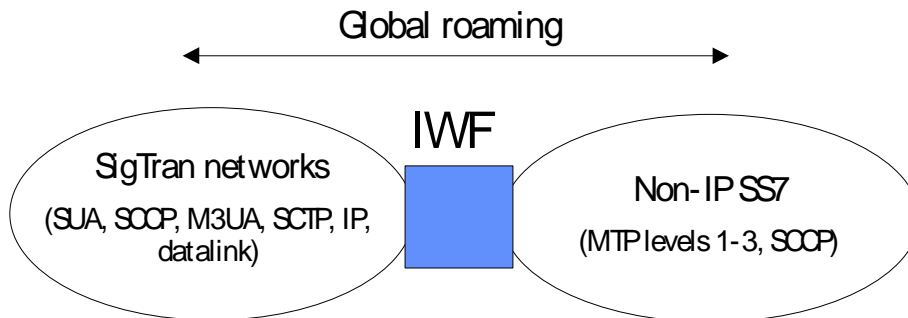 Global roaming
IWF
SigTran networks
(SUA, SCCP, M3UA, SCTP, IP,
datalink)
Non-IP SS7
(MTP levels 1-3, SCCP)